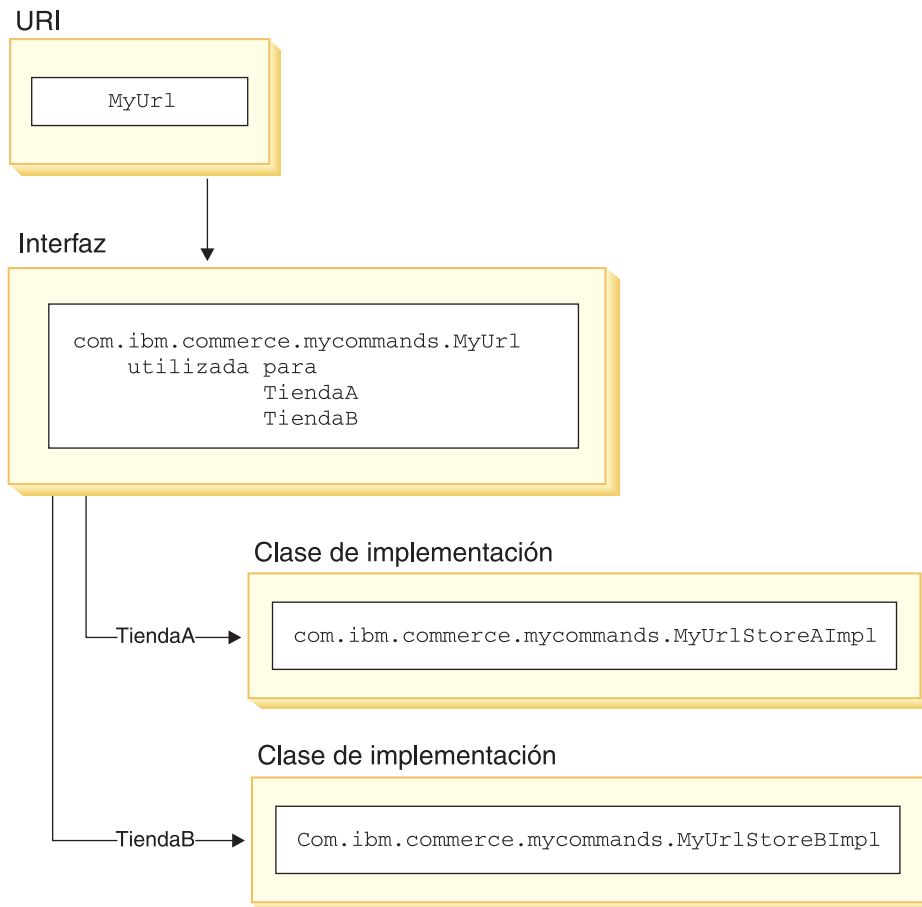 URI
MyUrl
Interfaz
com.ibm.commerce.mycommands.MyUrl
utilizada para
TiendaA
TiendaB
Clase de implementación
TiendaA
com.ibm.commerce.mycommands.MyUrlStoreAImpl
Clase de implementación
TiendaB
Com.ibm.commerce.mycommands.MyUrlStoreBImpl